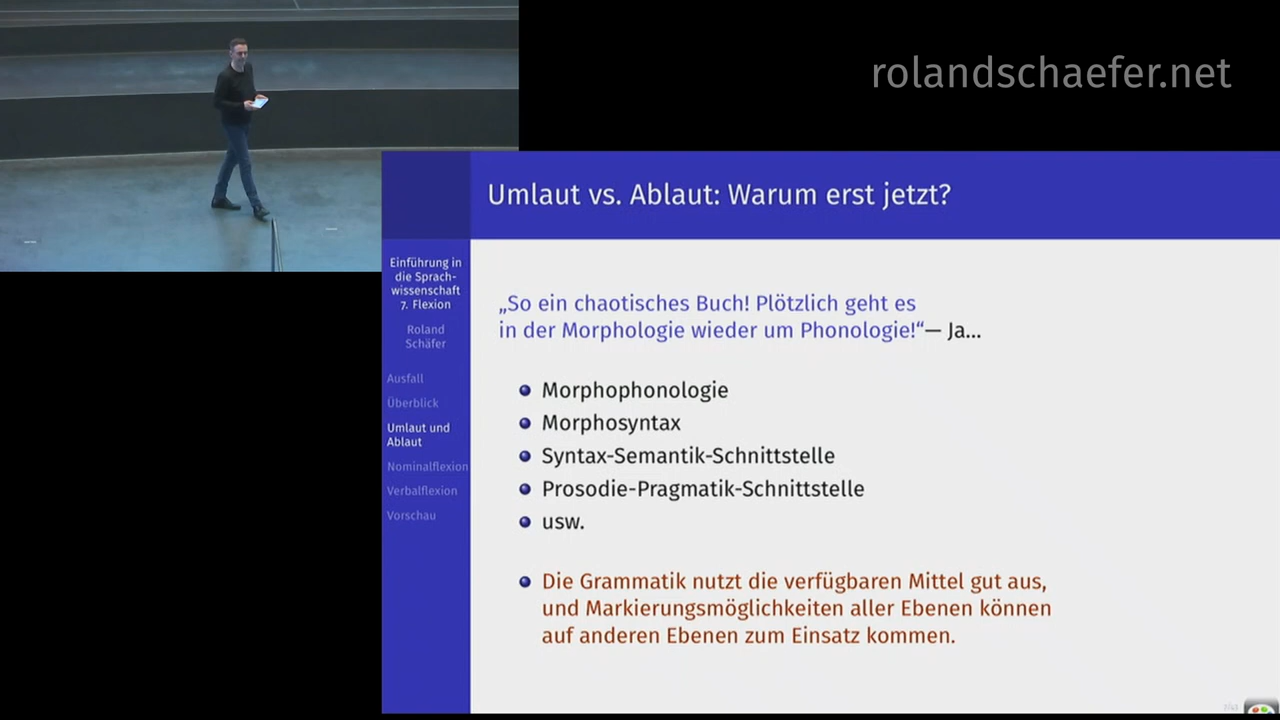 rolandschaefer.net
Umlaut vs. Ablaut: Warum erst jetzt?
Einführung in
die Sprach-
wissenschaft
7. Flexion
Roland
Schäfer
Ausfall
Überblick
Umlaut und
Ablaut
Nominalflexion
Verbalflexion
Vorschau
„So ein chaotisches Buch! Plötzlich geht es
in der Morphologie wieder um Phonologie!“— Ja...
Morphophonologie
Morphosyntax
Syntax-Semantik-Schnittstelle
Prosodie-Pragmatik-Schnittstelle
usw.
Die Grammatik nutzt die verfügbaren Mittel gut aus,
und Markierungsmöglichkeiten aller Ebenen können
auf anderen Ebenen zum Einsatz kommen.